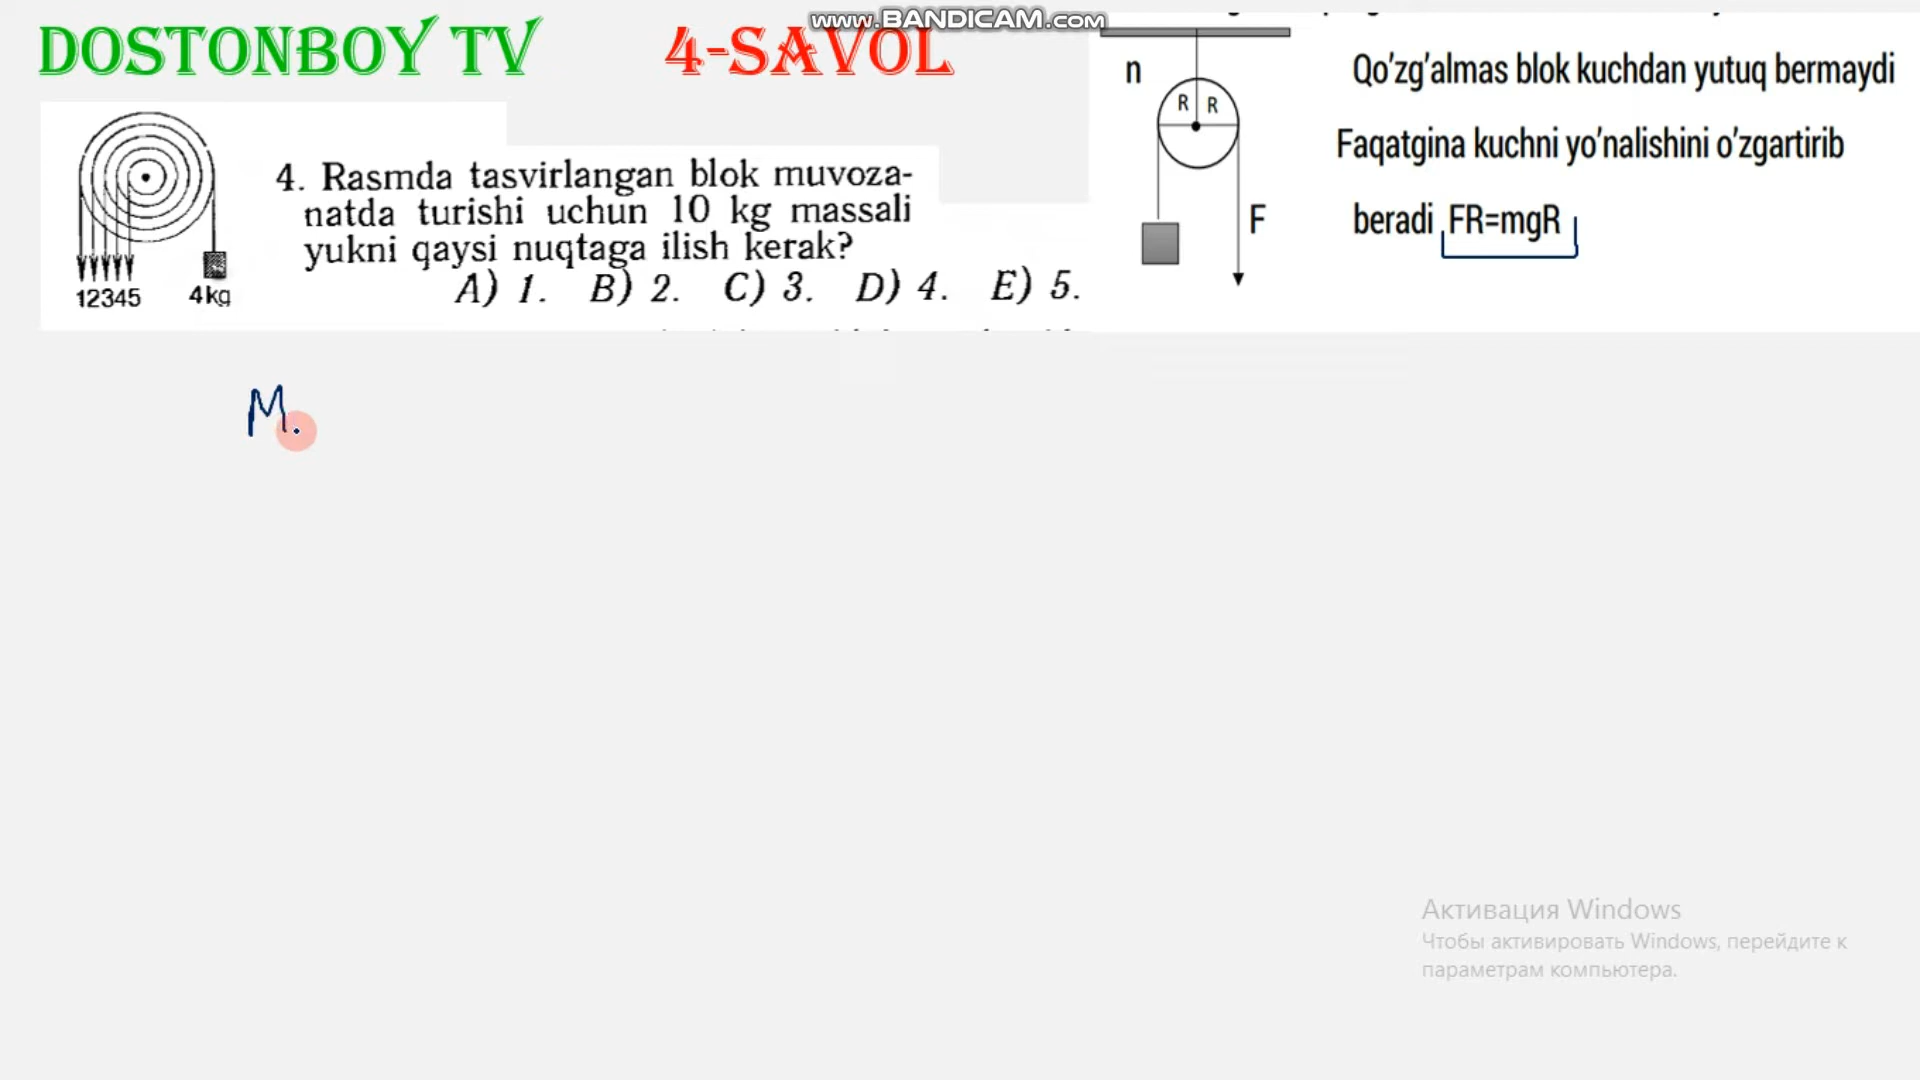 www.BANDICAM.com
DOSTONBOY TV
4-SAVOL
4. Rasmda tasvirlangan blok muvoza-
natda turishi uchun 10 kg massali
yukni qaysi nuqtaga ilish kerak?
A) 1. B) 2. C) 3. D) 4. E) 5.
12345 4kg
n
R R
F
Qo’zg’almas blok kuchdan yutuq bermaydi
Faqatgina kuchni yo’nalishini o’zgartirib
beradi FR=mgR
M
Активация Windows
Чтобы активировать Windows, перейдите к
параметрам компьютера.